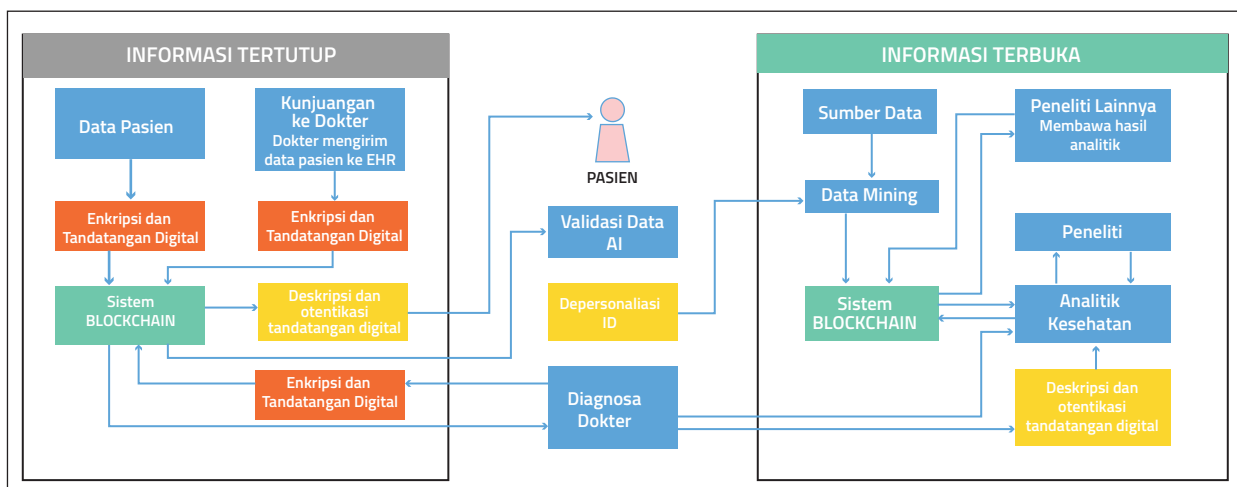 INFORMASI TERTUTUP
Data Pasien
Kunjuangan
ke Dokter
Dokter mengirim
data pasien ke EHR
Enkripsi dan
Tandatangan Digital
Enkripsi dan
Tandatangan Digital
Sistem
BLOCKCHAIN
Deskripsi dan
otentikasi
tandatangan digital
Enkripsi dan
Tandatangan Digital
PASIEN
Validasi Data
AI
Depersonaliasi
ID
Diagnosa
Dokter
INFORMASI TERBUKA
Sumber Data
Peneliti Lainnya
Membawa hasil
analitik
Data Mining
Peneliti
Sistem
BLOCKCHAIN
Analitik
Kesehatan
Deskripsi dan
otentikasi
tandatangan digital